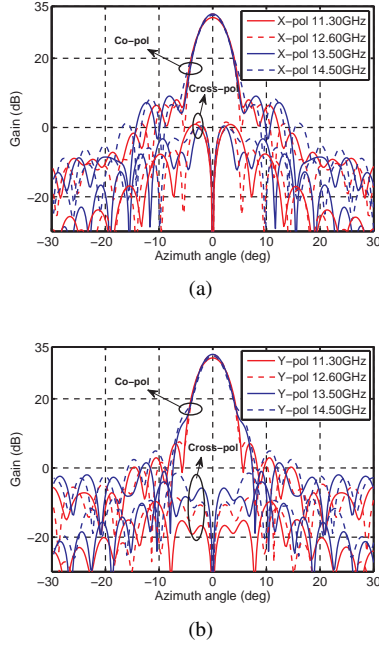 35
20
0
−20
Gain (dB)
Co−pol
Cross−pol
X−pol 11.30GHz
X−pol 12.60GHz
X−pol 13.50GHz
X−pol 14.50GHz
−30 −20 −10 0 10 20 30
Azimuth angle (deg)
(a)
35
20
0
−20
Gain (dB)
Co−pol
Cross−pol
Y−pol 11.30GHz
Y−pol 12.60GHz
Y−pol 13.50GHz
Y−pol 14.50GHz
−30 −20 −10 0 10 20 30
Azimuth angle (deg)
(b)